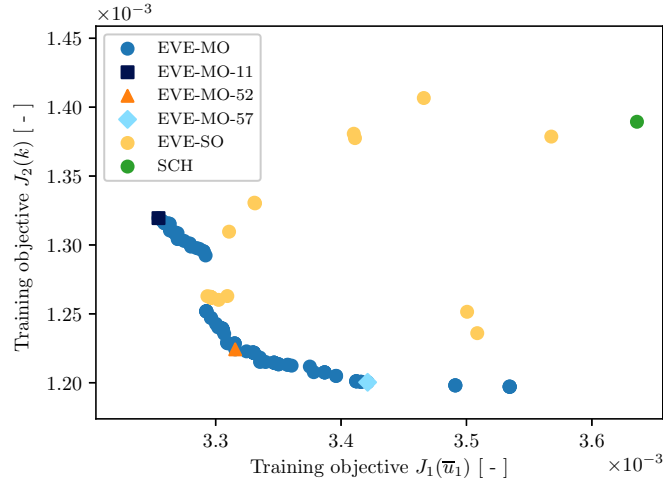 ×10⁻³
1.45
1.40
1.35
1.30
1.25
1.20
Training objective J₂(k) [ - ]
EVE-MO
EVE-MO-11
EVE-MO-52
EVE-MO-57
EVE-SO
SCH
3.3
3.4
3.5
3.6
Training objective J₁(u̅₁) [ - ]
×10⁻³